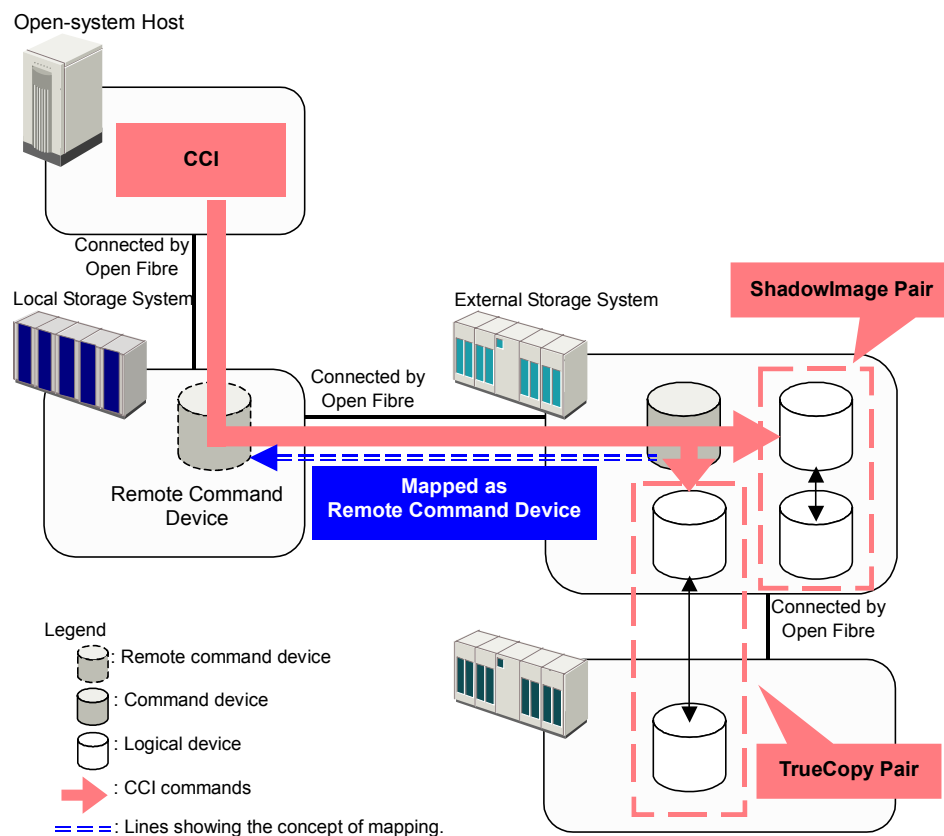 Open-system Host
CCI
Connected by
Open Fibre
Local Storage System
External Storage System
ShadowImage Pair
Connected by
Open Fibre
Remote Command
Device
Mapped as
Remote Command Device
Connected by
Open Fibre
TrueCopy Pair
Legend
: Remote command device
: Command device
: Logical device
: CCI commands
: Lines showing the concept of mapping.